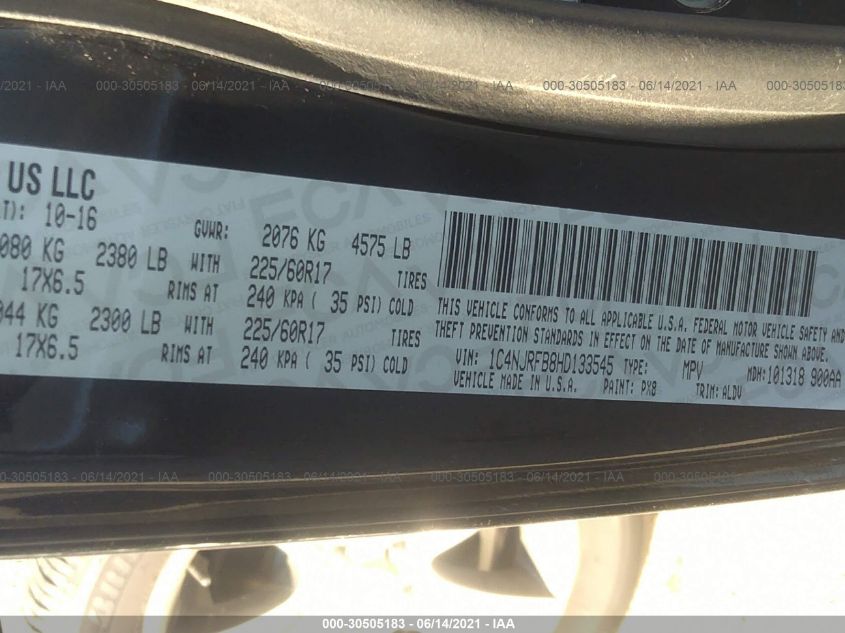 000-30505183 - 06/14/2021 - IAA
US LLC
10-16
GVWR: 2076 KG 4575 LB
080 KG 2380 LB WITH 225/60R17 TIRES
17X6.5 RIMS AT 240 KPA ( 35 PSI) COLD
044 KG 2300 LB WITH 225/60R17 TIRES
17X6.5 RIMS AT 240 KPA ( 35 PSI) COLD
THIS VEHICLE CONFORMS TO ALL APPLICABLE U.S.A. FEDERAL MOTOR VEHICLE SAFETY AND
THEFT PREVENTION STANDARDS IN EFFECT ON THE DATE OF MANUFACTURE SHOWN ABOVE.
VIN: 1C4NJRFB8HD133545 TYPE: MPV MDH: 101318 900AA
VEHICLE MADE IN U.S.A. PAINT: PX8 TRIM: ALDV
000-30505183 - 06/14/2021 - IAA
000-30505183 - 06/14/2021 - IAA